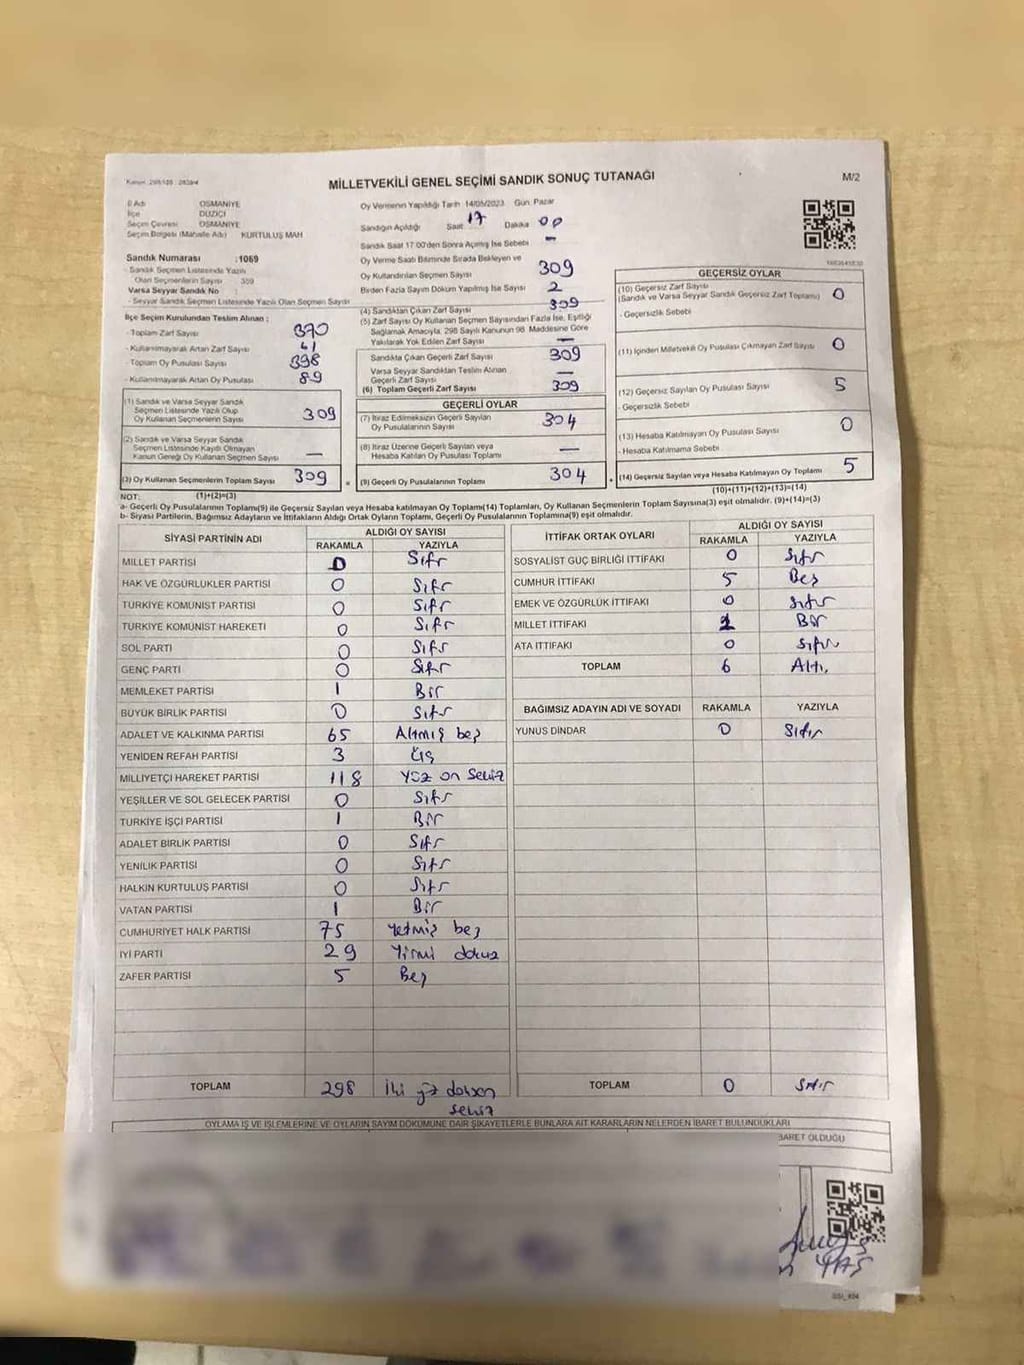 MİLLETVEKİLİ GENEL SEÇİMİ SANDIK SONUÇ TUTANAĞI
M/2
İl Adı OSMANİYE
İlçe DÜZİÇİ
Seçim Çevresi OSMANİYE
Seçim Bölgesi (Mahalle Adı) KURTULUŞ MAH
Sandık Numarası :1069
- Sandık Seçmen Listesinde Yazılı
Olan Seçmenlerin Sayısı
Varsa Seyyar Sandık No :
- Seyyar Sandık Seçmen Listesinde Yazılı Olan Seçmen Sayısı
Oy Vermenin Yapıldığı Tarih 14/05/2023 Gün: Pazar
Sandığın Açıldığı Saat: 17 Dakika 00
Sandık Saat 17:00'den Sonra Açılmış İse Sebebi —
Oy Verme Saati Bitiminde Sırada Bekleyen ve
Oy Kullandırılan Seçmen Sayısı 309
Birden Fazla Sayım Döküm Yapılmış İse Sayısı 2
İlçe Seçim Kurulundan Teslim Alınan :
- Toplam Zarf Sayısı 370
- Kullanılmayarak Artan Zarf Sayısı 61
Toplam Oy Pusulası Sayısı 398
- Kullanılmayarak Artan Oy Pusulası 89
(1) Sandık ve Varsa Seyyar Sandık
Seçmen Listesinde Yazılı Olup
Oy Kullanan Seçmenlerin Sayısı 309
(2) Sandık ve Varsa Seyyar Sandık
Seçmen Listesinde Kaydı Olmayan
Kanun Gereği Oy Kullanan Seçmen Sayısı —
(3) Oy Kullanan Seçmenlerin Toplam Sayısı 309
(4) Sandıktan Çıkan Zarf Sayısı 309
(5) Zarf Sayısı Oy Kullanan Seçmen Sayısından Fazla İse, Eşitliği
Sağlamak Amacıyla, 298 Sayılı Kanunun 98. Maddesine Göre
Yakılarak Yok Edilen Zarf Sayısı —
Sandıkta Çıkan Geçerli Zarf Sayısı 309
Varsa Seyyar Sandıktan Teslim Alınan
Geçerli Zarf Sayısı —
(6) Toplam Geçerli Zarf Sayısı 309
GEÇERLİ OYLAR
(7) İtiraz Edilmeksizin Geçerli Sayılan
Oy Pusulalarının Sayısı 304
(8) İtiraz Üzerine Geçerli Sayılan veya
Hesaba Katılan Oy Pusulası Toplamı —
= (9) Geçerli Oy Pusulalarının Toplamı 304
GEÇERSİZ OYLAR
(10) Geçersiz Zarf Sayısı
(Sandık ve Varsa Seyyar Sandık Geçersiz Zarf Toplamı) 0
- Geçersizlik Sebebi
(11) İçinden Milletvekili Oy Pusulası Çıkmayan Zarf Sayısı 0
(12) Geçersiz Sayılan Oy Pusulası Sayısı 5
- Geçersizlik Sebebi
(13) Hesaba Katılmayan Oy Pusulası Sayısı 0
- Hesaba Katılmama Sebebi
+ (14) Geçersiz Sayılan veya Hesaba Katılmayan Oy Toplamı 5
NOT: (1)+(2)=(3)
(10)+(11)+(12)+(13)=(14)
a- Geçerli Oy Pusulalarının Toplamı(9) ile Geçersiz Sayılan veya Hesaba katılmayan Oy Toplam(14) Toplamları, Oy Kullanan Seçmenlerin Toplam Sayısına(3) eşit olmalıdır. (9)+(14)=(3)
b- Siyasi Partilerin, Bağımsız Adayların ve İttifakların Aldığı Ortak Oyların Toplamı, Geçerli Oy Pusulalarının Toplamına(9) eşit olmalıdır.
SİYASİ PARTİNİN ADI ALDIĞI OY SAYISI
RAKAMLA YAZIYLA
MİLLET PARTİSİ 0 Sıfır
HAK VE ÖZGÜRLÜKLER PARTİSİ 0 Sıfır
TÜRKİYE KOMÜNİST PARTİSİ 0 Sıfır
TÜRKİYE KOMÜNİST HAREKETİ 0 Sıfır
SOL PARTİ 0 Sıfır
GENÇ PARTİ 0 Sıfır
MEMLEKET PARTİSİ 1 Bir
BÜYÜK BİRLİK PARTİSİ 0 Sıfır
ADALET VE KALKINMA PARTİSİ 65 Altmış beş
YENİDEN REFAH PARTİSİ 3 Üç
MİLLİYETÇİ HAREKET PARTİSİ 118 Yüz on Sekiz
YEŞİLLER VE SOL GELECEK PARTİSİ 0 Sıfır
TÜRKİYE İŞÇİ PARTİSİ 1 Bir
ADALET BİRLİK PARTİSİ 0 Sıfır
YENİLİK PARTİSİ 0 Sıfır
HALKIN KURTULUŞ PARTİSİ 0 Sıfır
VATAN PARTİSİ 1 Bir
CUMHURİYET HALK PARTİSİ 75 Yetmiş beş
İYİ PARTİ 29 Yirmi dokuz
ZAFER PARTİSİ 5 Beş
TOPLAM 298 İki yüz doksan
sekiz
İTTİFAK ORTAK OYLARI ALDIĞI OY SAYISI
RAKAMLA YAZIYLA
SOSYALİST GÜÇ BİRLİĞİ İTTİFAKI 0 Sıfır
CUMHUR İTTİFAKI 5 Beş
EMEK VE ÖZGÜRLÜK İTTİFAKI 0 Sıfır
MİLLET İTTİFAKI 1 Bir
ATA İTTİFAKI 0 Sıfır
TOPLAM 6 Altı
BAĞIMSIZ ADAYIN ADI VE SOYADI RAKAMLA YAZIYLA
YUNUS DİNDAR 0 Sıfır
TOPLAM 0 Sıfır
OYLAMA İŞ VE İŞLEMLERİNE VE OYLARIN SAYIM DÖKÜMÜNE DAİR ŞİKAYETLERLE BUNLARA AİT KARARLARIN NELERDEN İBARET BULUNDUKLARI
BARET OLDUĞU